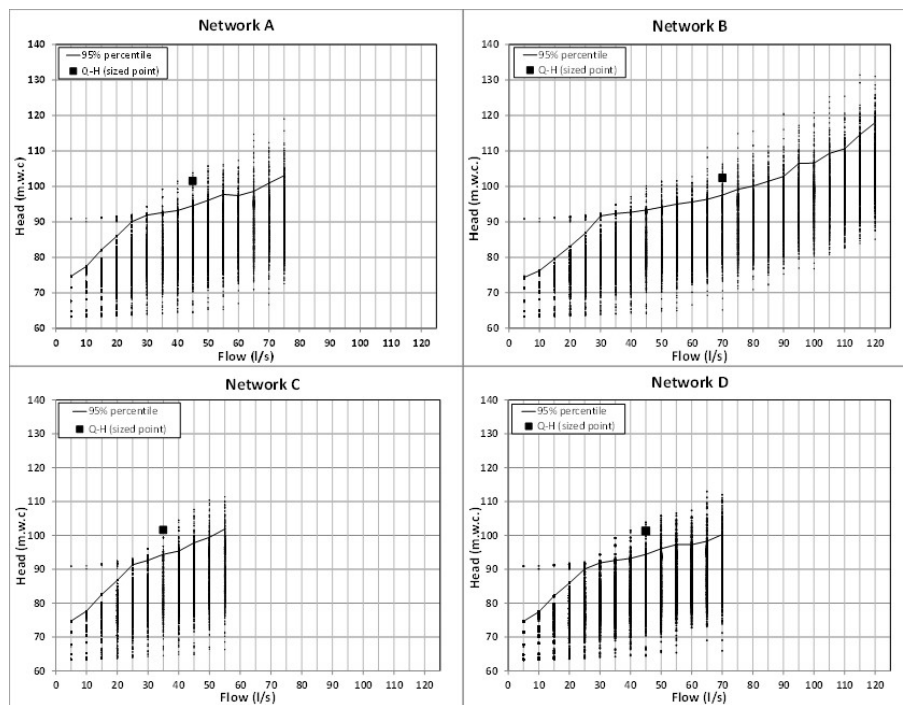 Network A
140
130
120
110
100
90
80
70
60
Head (m.w.c)
95% percentile
Q-H (sized point)
0 10 20 30 40 50 60 70 80 90 100 110 120
Flow (l/s)
Network B
140
130
120
110
100
90
80
70
60
Head (m.w.c.)
95% percentile
Q-H (sized point)
0 10 20 30 40 50 60 70 80 90 100 110 120
Flow (l/s)
Network C
140
130
120
110
100
90
80
70
60
Head (m.w.c)
95% percentile
Q-H (sized point)
0 10 20 30 40 50 60 70 80 90 100 110 120
Flow (l/s)
Network D
140
130
120
110
100
90
80
70
60
Head (m.w.c.)
95% percentile
Q-H (sized point)
0 10 20 30 40 50 60 70 80 90 100 110 120
Flow (l/s)